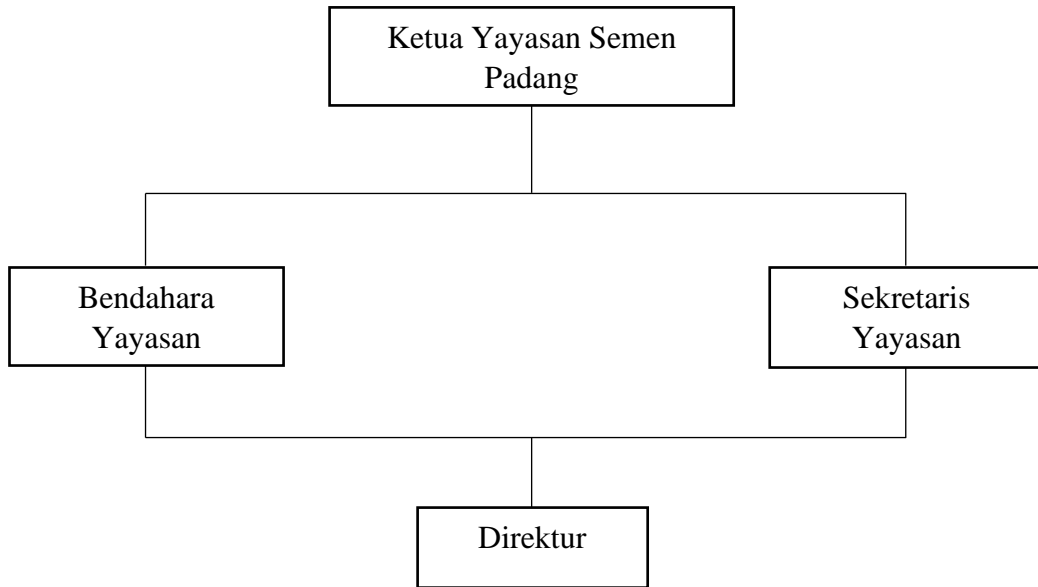 Ketua Yayasan Semen
Padang
Bendahara
Yayasan
Sekretaris
Yayasan
Direktur